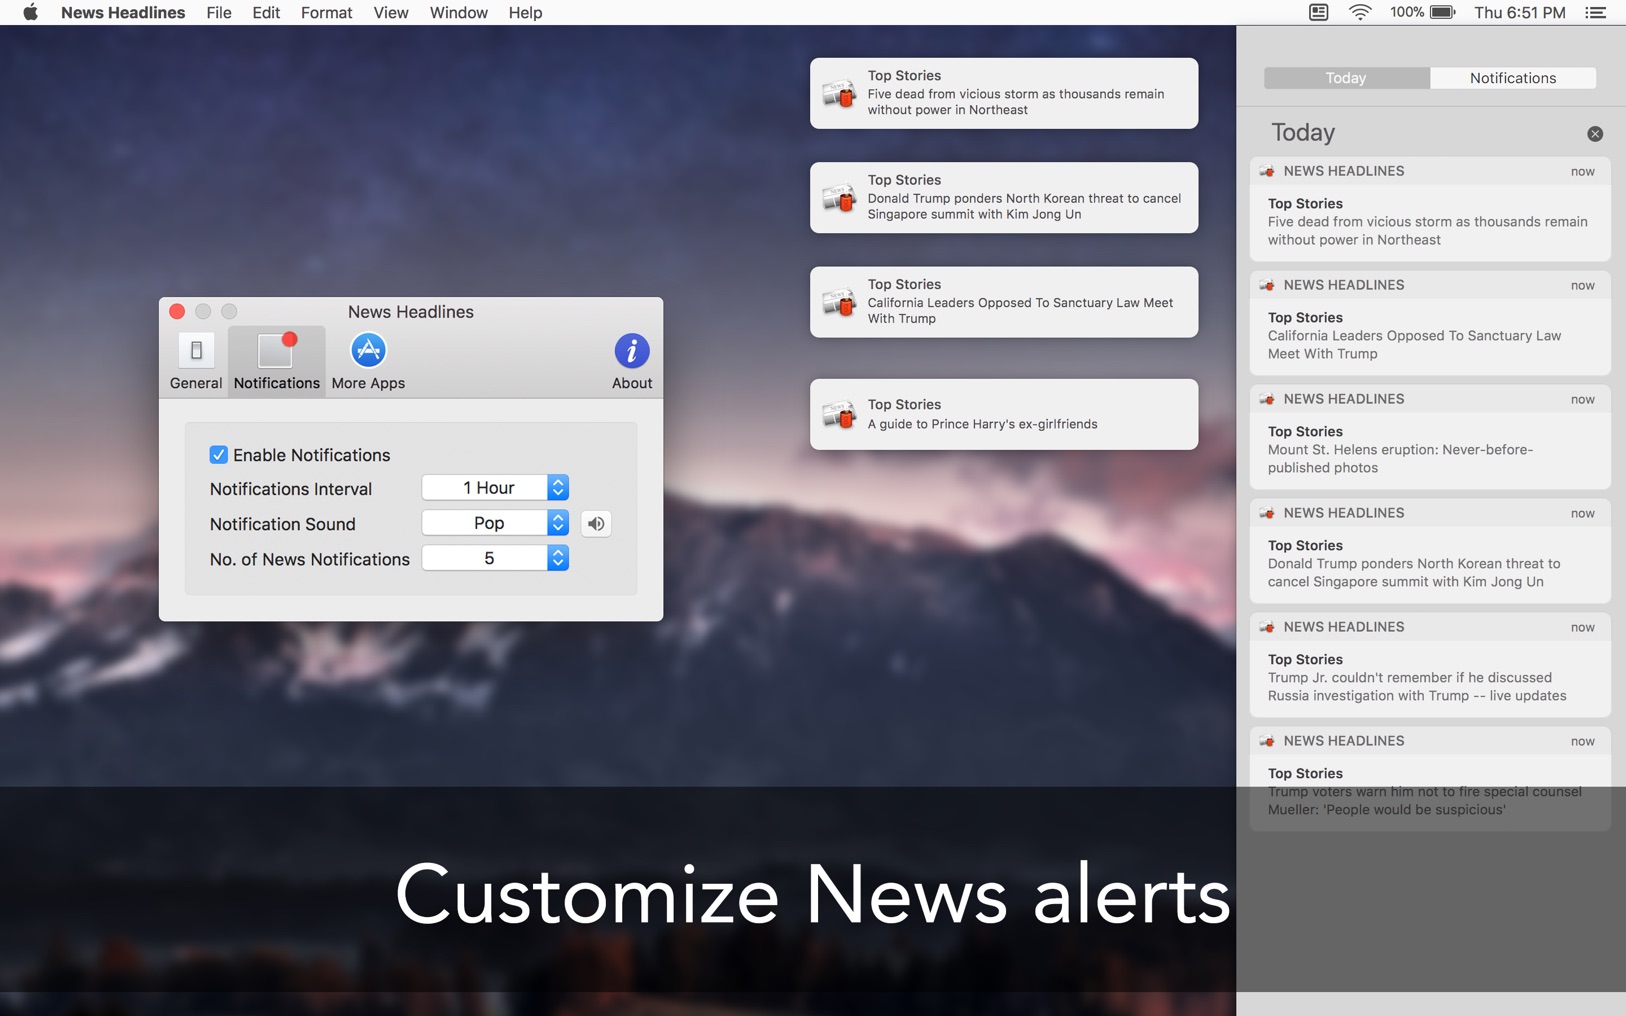 News Headlines File Edit Format View Window Help 100% Thu 6:51 PM
Top Stories
Five dead from vicious storm as thousands remain
without power in Northeast
Top Stories
Donald Trump ponders North Korean threat to cancel
Singapore summit with Kim Jong Un
Top Stories
California Leaders Opposed To Sanctuary Law Meet
With Trump
Top Stories
A guide to Prince Harry's ex-girlfriends
News Headlines
General Notifications More Apps About
Enable Notifications
Notifications Interval 1 Hour
Notification Sound Pop
No. of News Notifications 5
Today Notifications
Today
NEWS HEADLINES now
Top Stories
Five dead from vicious storm as thousands remain
without power in Northeast
NEWS HEADLINES now
Top Stories
California Leaders Opposed To Sanctuary Law
Meet With Trump
NEWS HEADLINES now
Top Stories
Mount St. Helens eruption: Never-before-
published photos
NEWS HEADLINES now
Top Stories
Donald Trump ponders North Korean threat to
cancel Singapore summit with Kim Jong Un
NEWS HEADLINES now
Top Stories
Trump Jr. couldn't remember if he discussed
Russia investigation with Trump -- live updates
NEWS HEADLINES now
Top Stories
Trump voters warn him not to fire special counsel
Mueller: 'People would be suspicious'
Customize News alerts